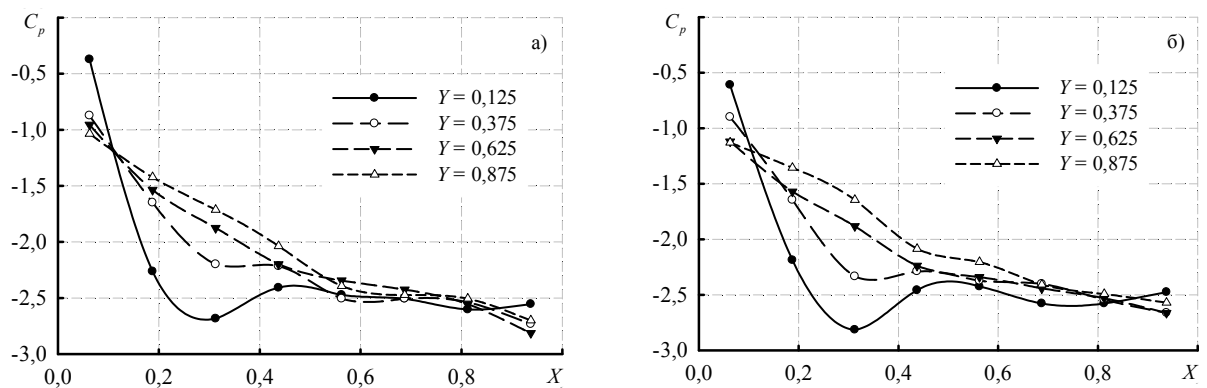 C_p
а)
-0,5
-1,0
-1,5
-2,0
-2,5
-3,0
Y = 0,125
Y = 0,375
Y = 0,625
Y = 0,875
0,0 0,2 0,4 0,6 0,8 X
C_p
б)
-0,5
-1,0
-1,5
-2,0
-2,5
-3,0
Y = 0,125
Y = 0,375
Y = 0,625
Y = 0,875
0,0 0,2 0,4 0,6 0,8 X